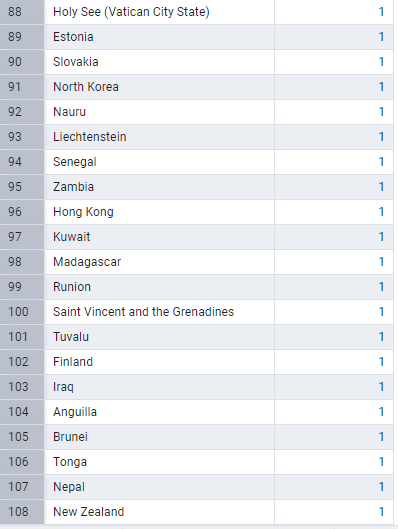 88 Holy See (Vatican City State) 1
89 Estonia 1
90 Slovakia 1
91 North Korea 1
92 Nauru 1
93 Liechtenstein 1
94 Senegal 1
95 Zambia 1
96 Hong Kong 1
97 Kuwait 1
98 Madagascar 1
99 Runion 1
100 Saint Vincent and the Grenadines 1
101 Tuvalu 1
102 Finland 1
103 Iraq 1
104 Anguilla 1
105 Brunei 1
106 Tonga 1
107 Nepal 1
108 New Zealand 1